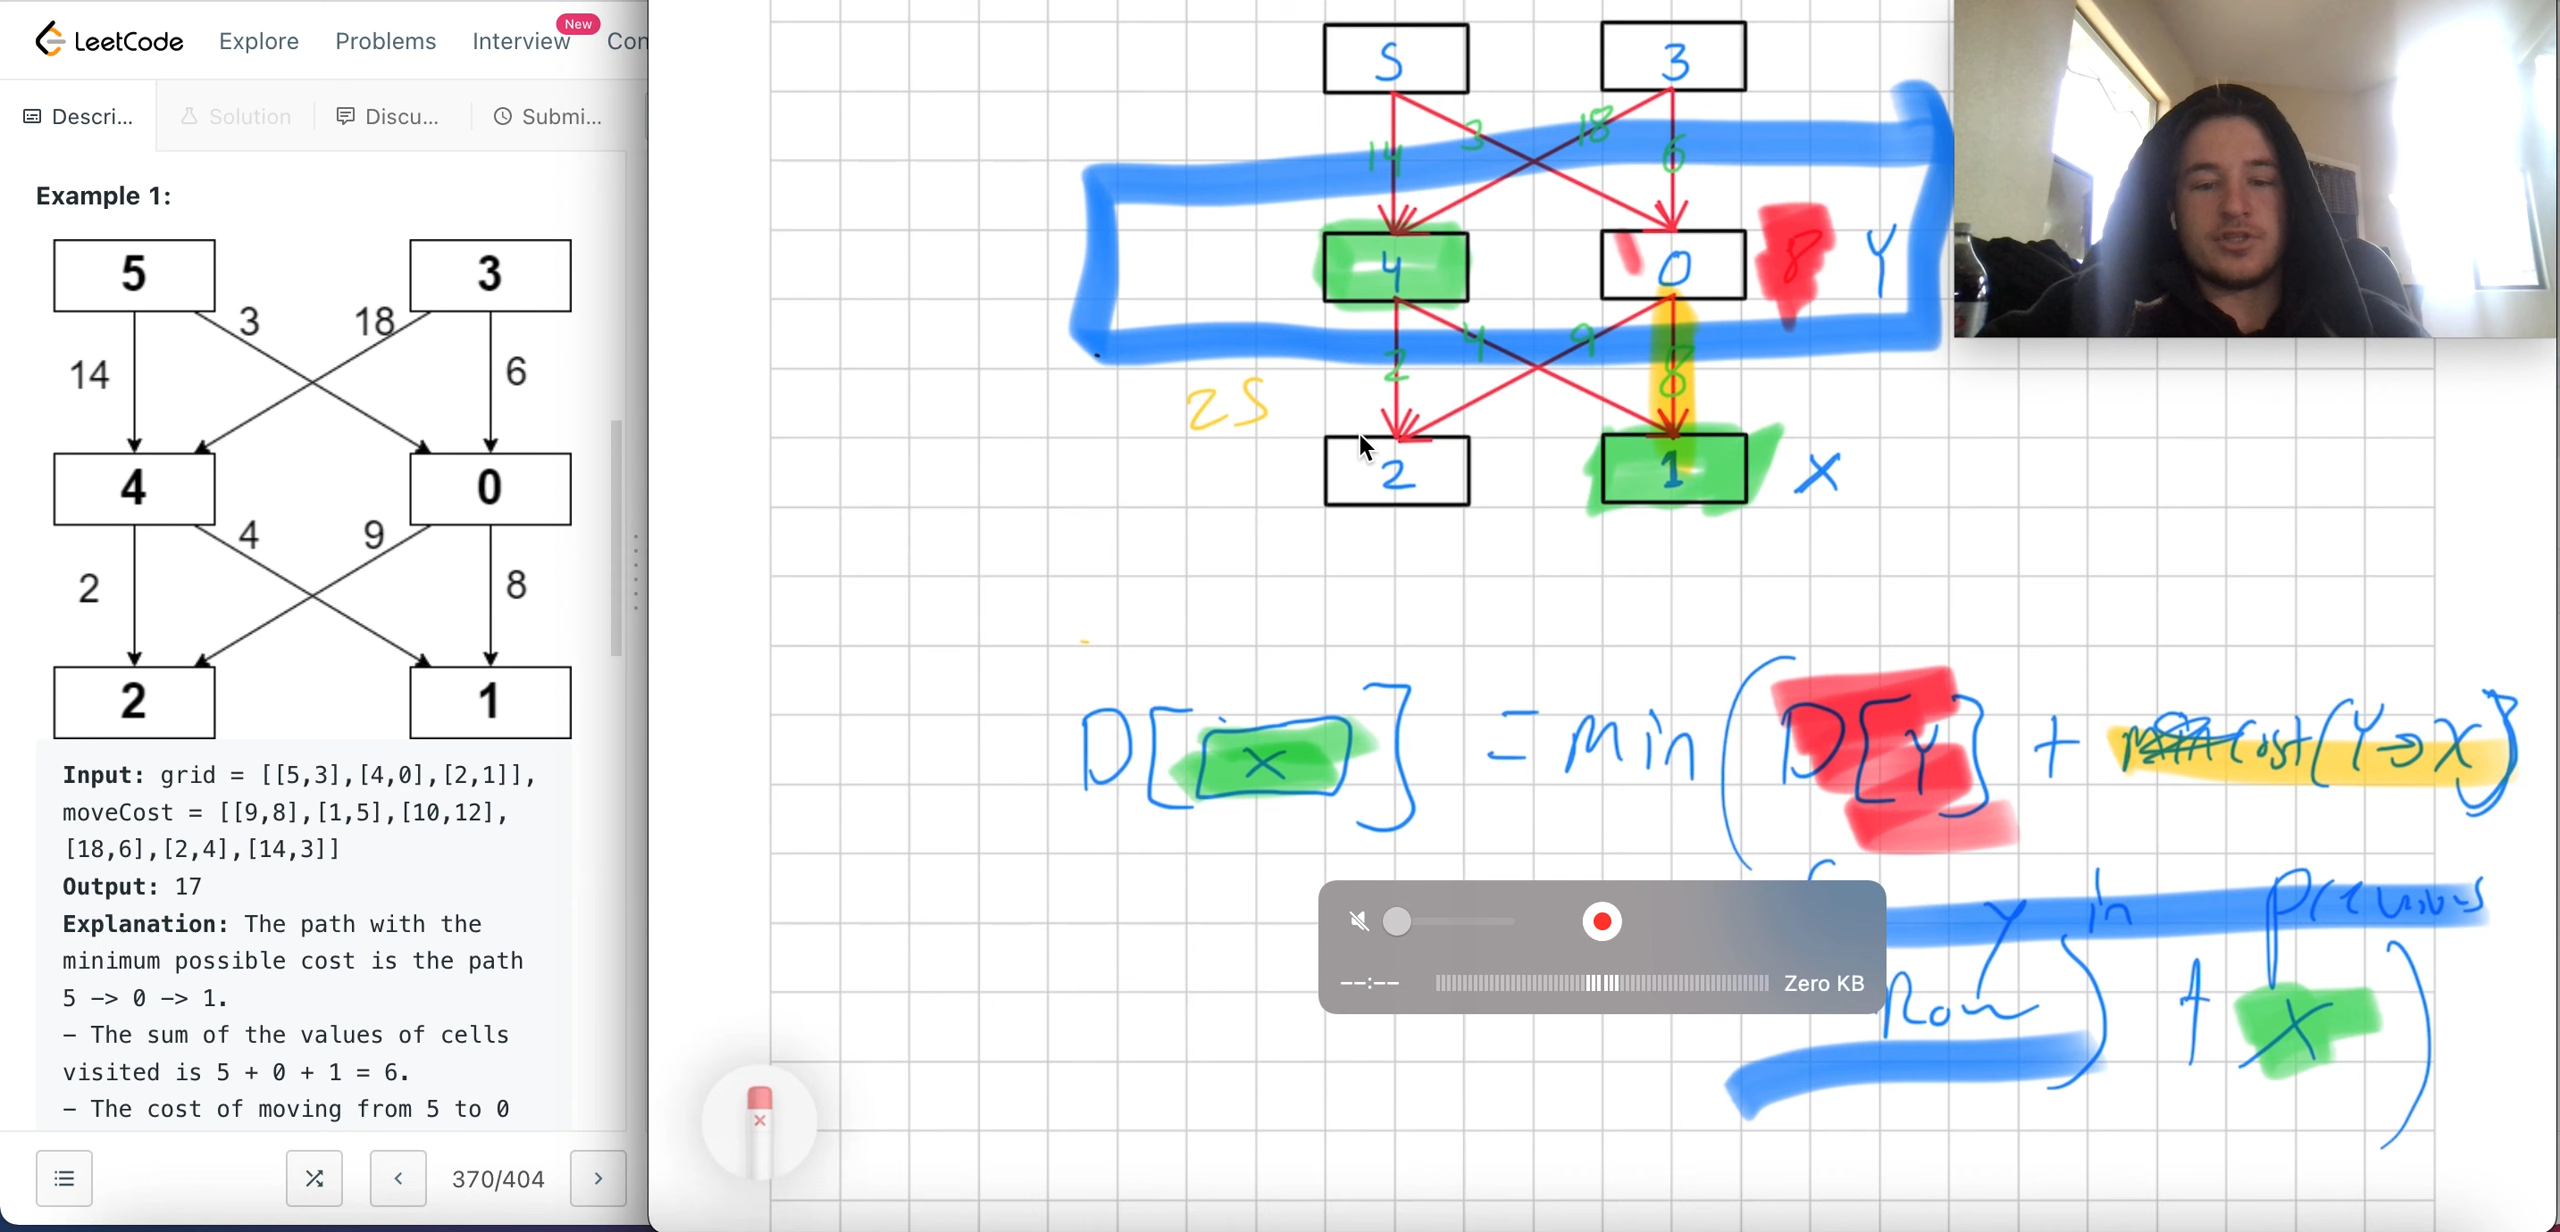 LeetCode Explore Problems Interview New Con
Descri... Solution Discu... Submi...
Example 1:
5 3
3 18
14 6
4 0
4 9
2 8
2 1
Input: grid = [[5,3],[4,0],[2,1]],
moveCost = [[9,8],[1,5],[10,12],
[18,6],[2,4],[14,3]]
Output: 17
Explanation: The path with the
minimum possible cost is the path
5 -> 0 -> 1.
- The sum of the values of cells
visited is 5 + 0 + 1 = 6.
- The cost of moving from 5 to 0
370/404
5 3
14 3 18 6
4 0 8 Y
2 4 9 8
25
2 1 X
D[X] = Min(D[Y] + Cost(Y→X)
Y in Previous
Row) + X)
--:-- Zero KB